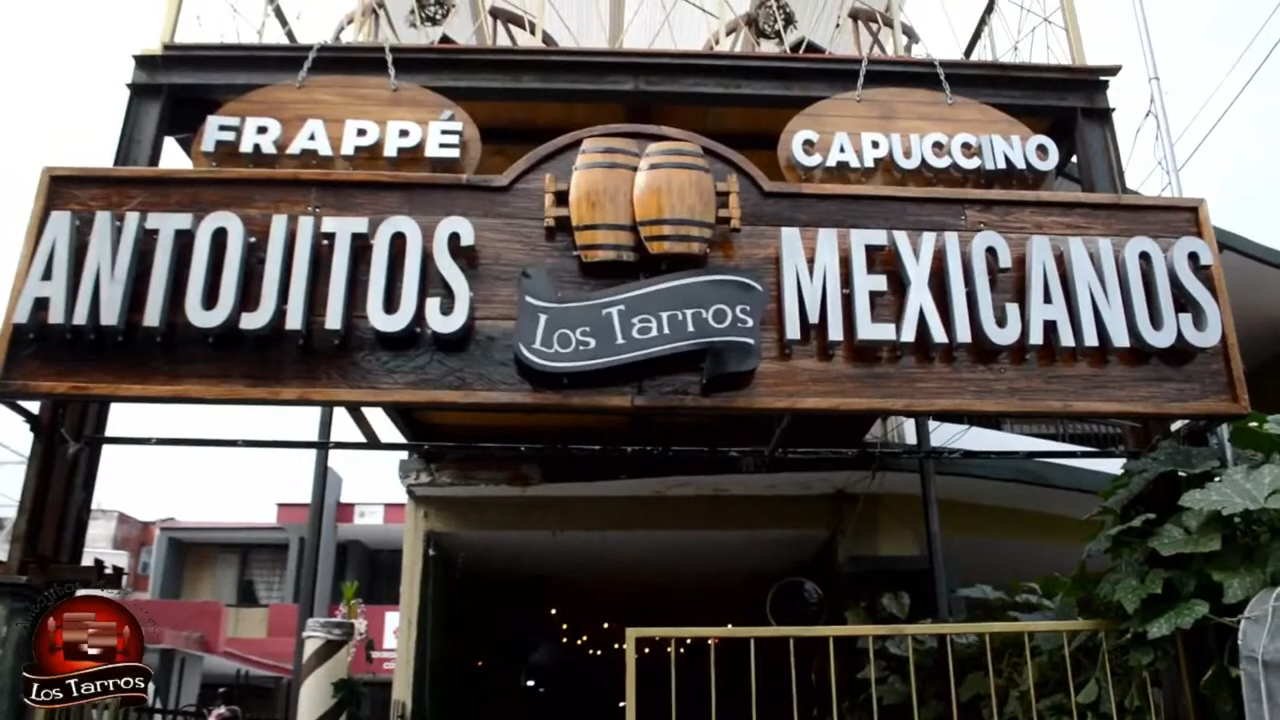 FRAPPÉ
CAPUCCINO
ANTOJITOS
Los Tarros
MEXICANOS
Los Tarros